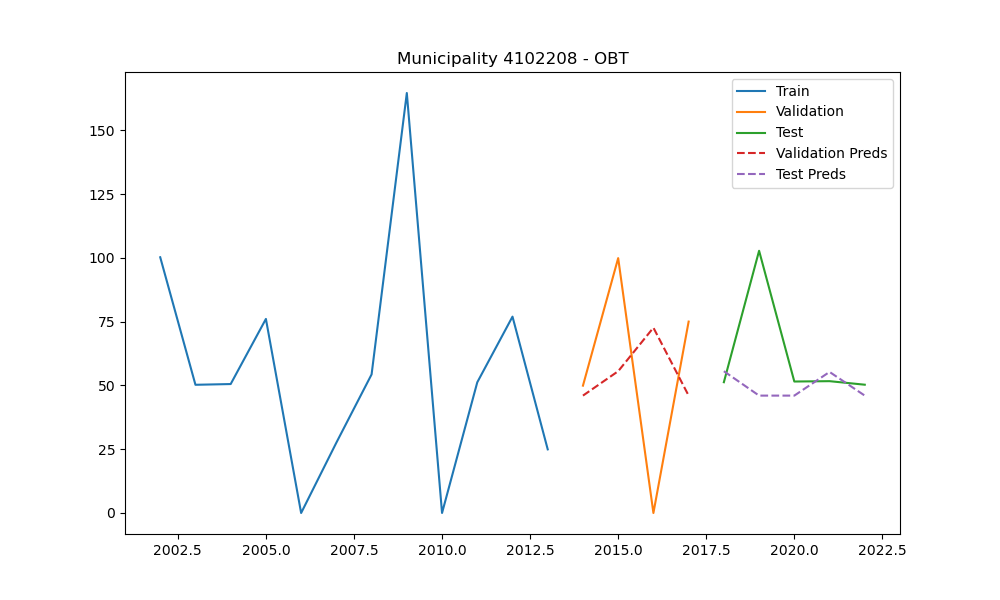 Municipality 4102208 - OBT
Train
Validation
Test
Validation Preds
Test Preds
150
125
100
75
50
25
0
2002.5 2005.0 2007.5 2010.0 2012.5 2015.0 2017.5 2020.0 2022.5